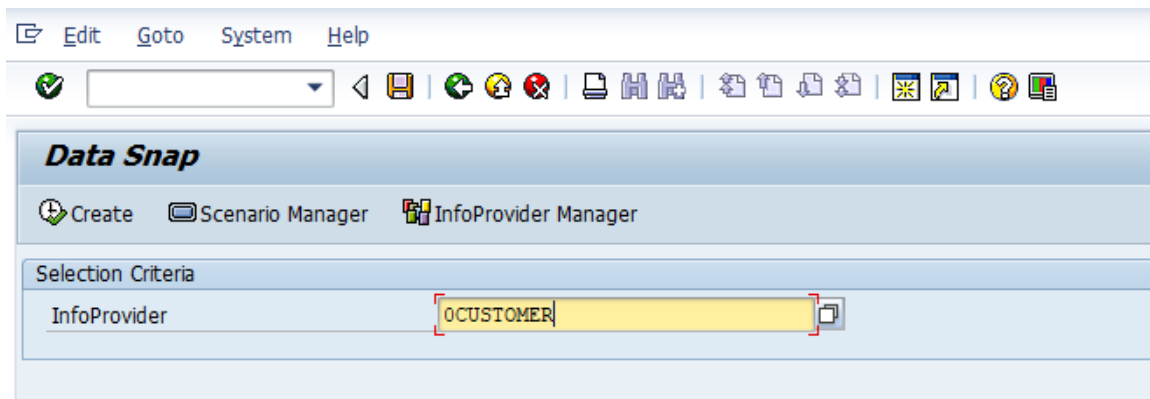 Edit Goto System Help
Data Snap
Create Scenario Manager InfoProvider Manager
Selection Criteria
InfoProvider 0CUSTOMER